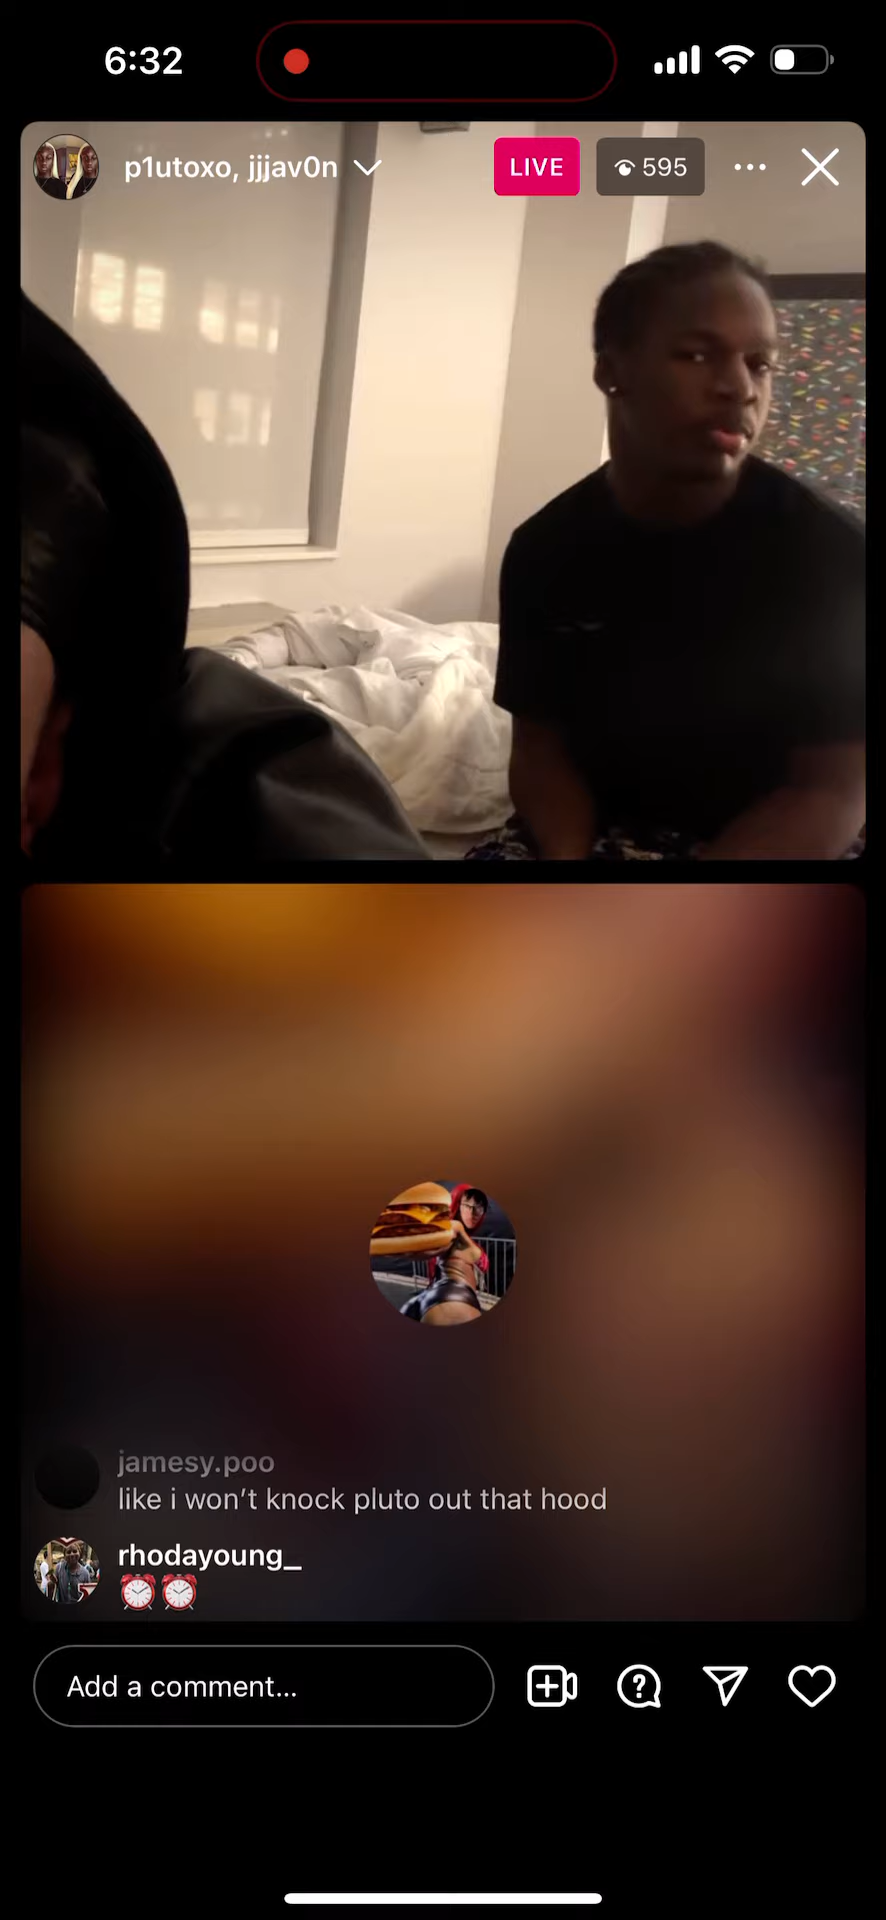 6:32
p1utoxo, jjjav0n
LIVE
595
jamesy.poo
like i won’t knock pluto out that hood
rhodayoung_
⏰⏰
Add a comment...